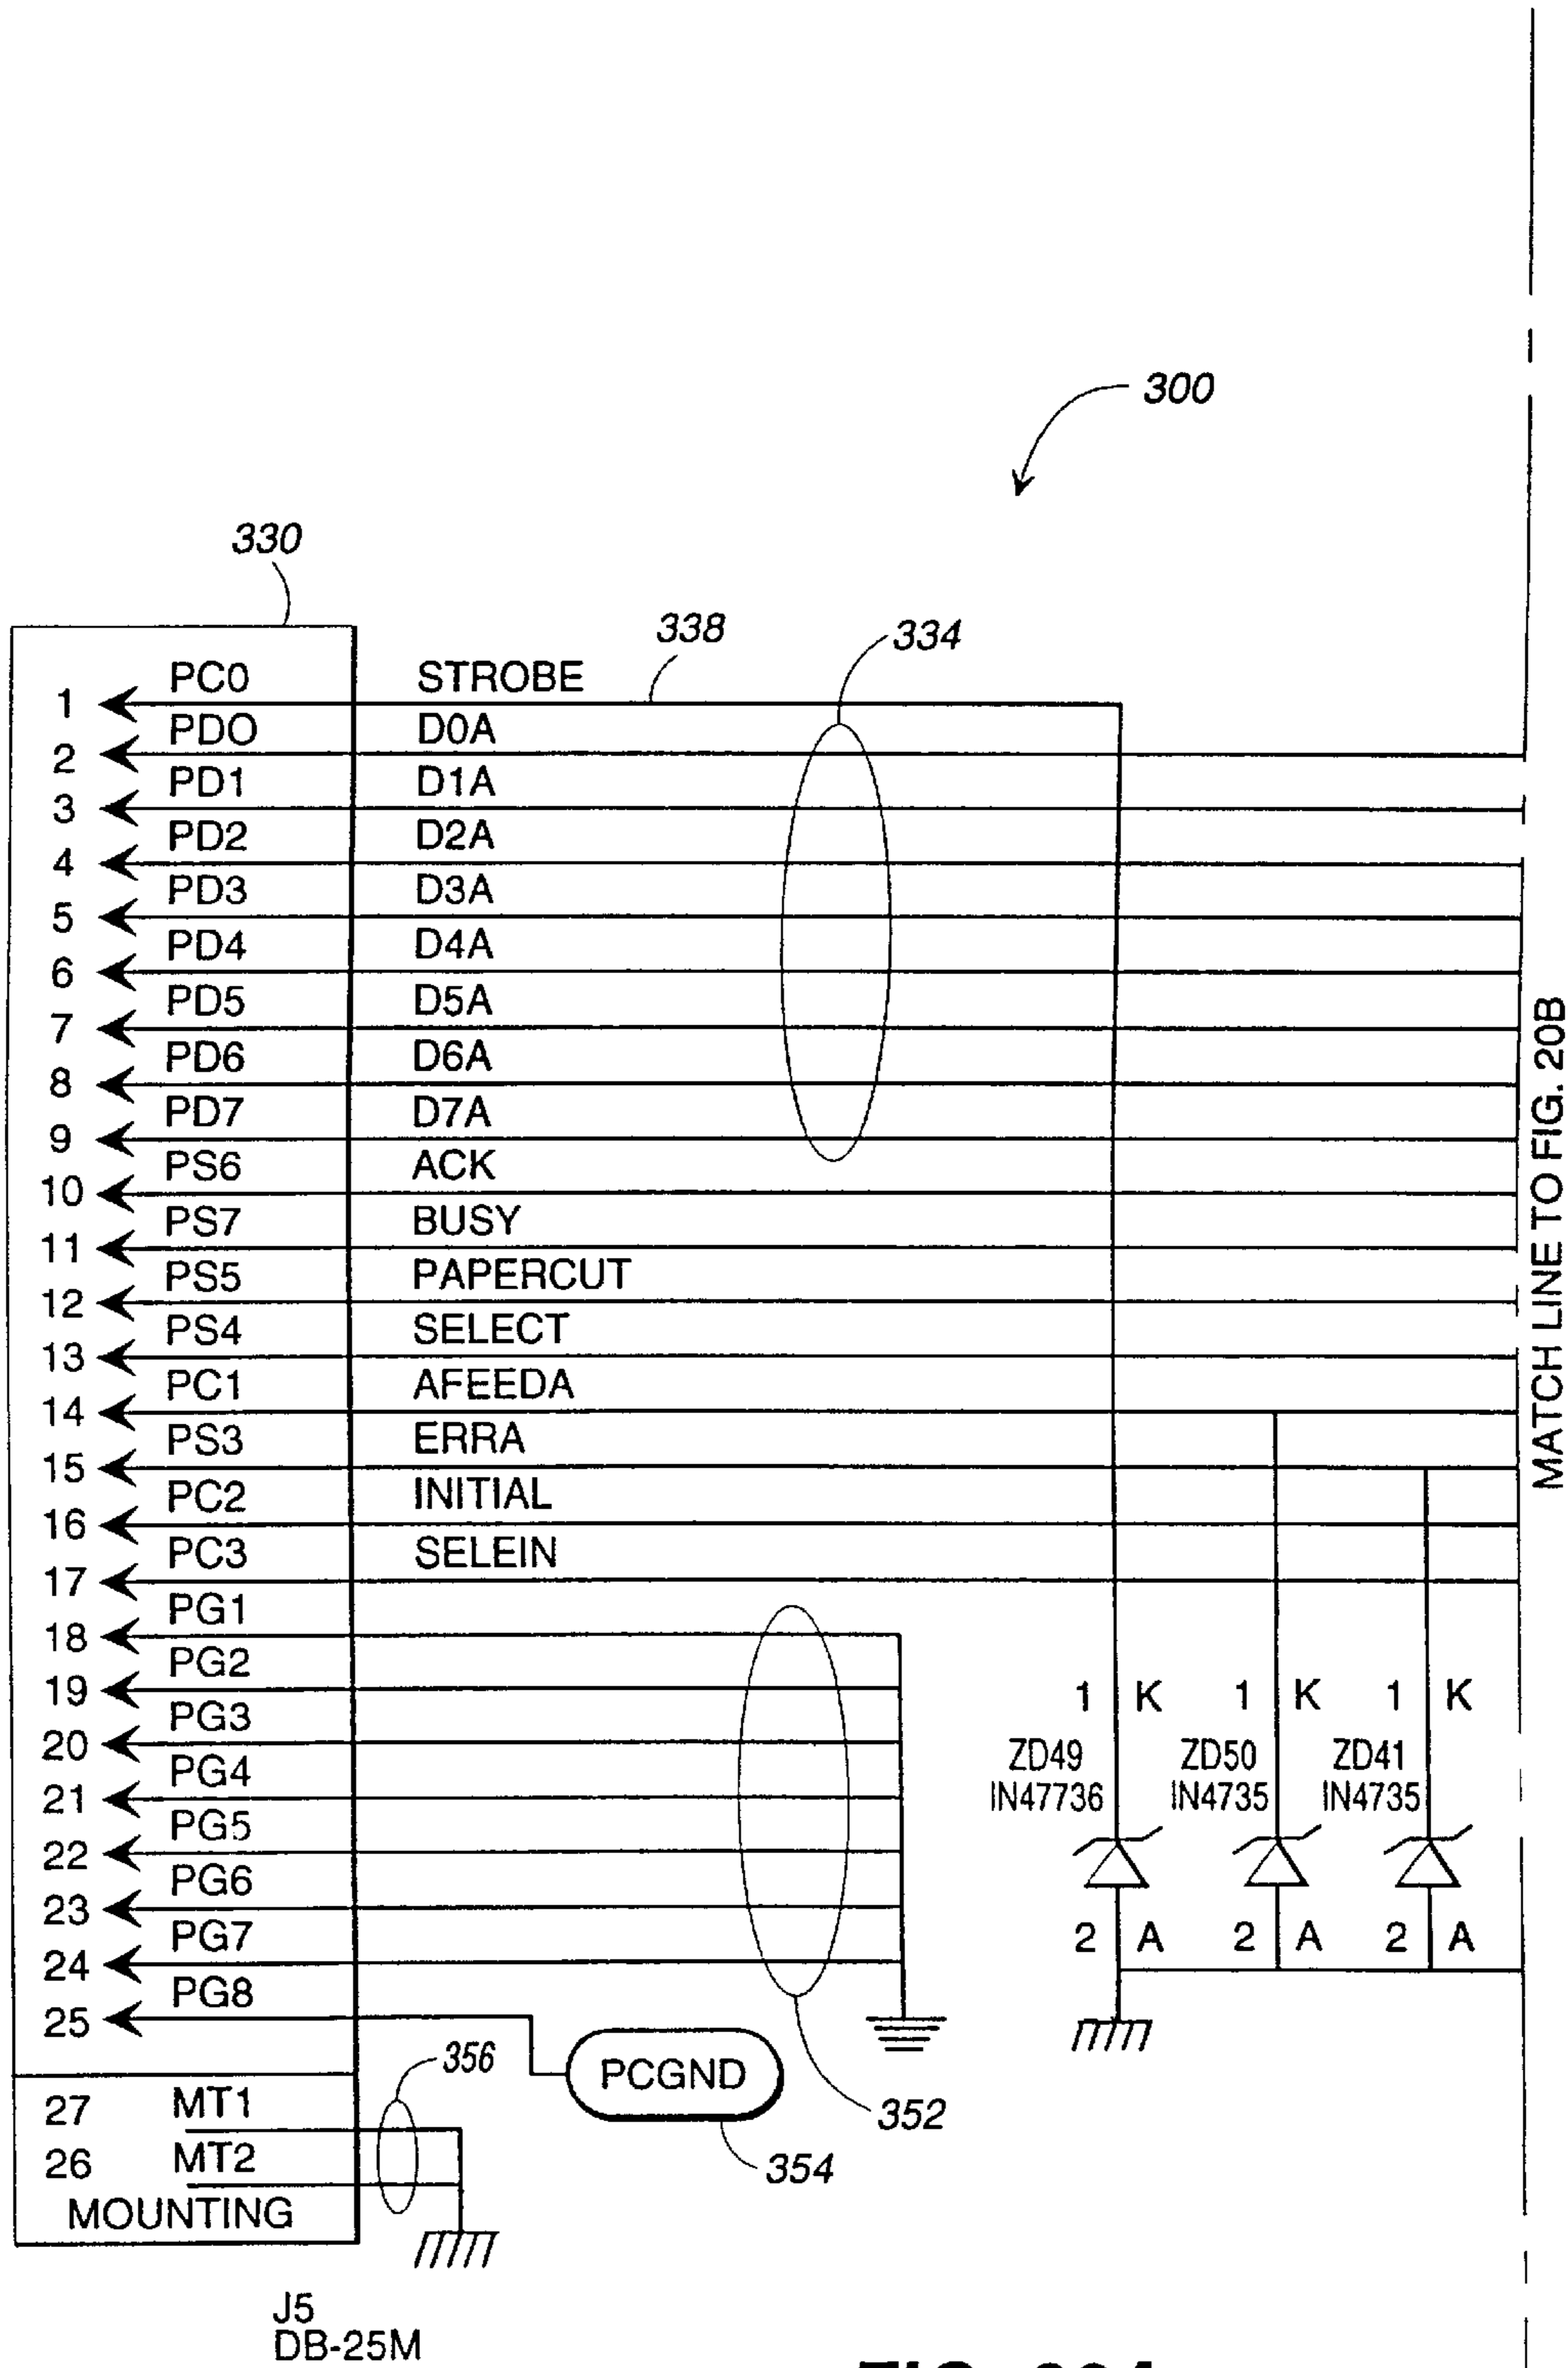 300
330
338
334
1 PC0 STROBE
2 PDO D0A
3 PD1 D1A
4 PD2 D2A
5 PD3 D3A
6 PD4 D4A
7 PD5 D5A
8 PD6 D6A
9 PD7 D7A
10 PS6 ACK
11 PS7 BUSY
12 PS5 PAPERCUT
13 PS4 SELECT
14 PC1 AFEEDA
15 PS3 ERRA
16 PC2 INITIAL
17 PC3 SELEIN
18 PG1
19 PG2
20 PG3
21 PG4
22 PG5
23 PG6
24 PG7
25 PG8
27 MT1
26 MT2
MOUNTING
J5
DB-25M
356
PCGND
354
352
1 K 1 K 1 K
ZD49 ZD50 ZD41
IN47736 IN4735 IN4735
2 A 2 A 2 A
MATCH LINE TO FIG. 20B